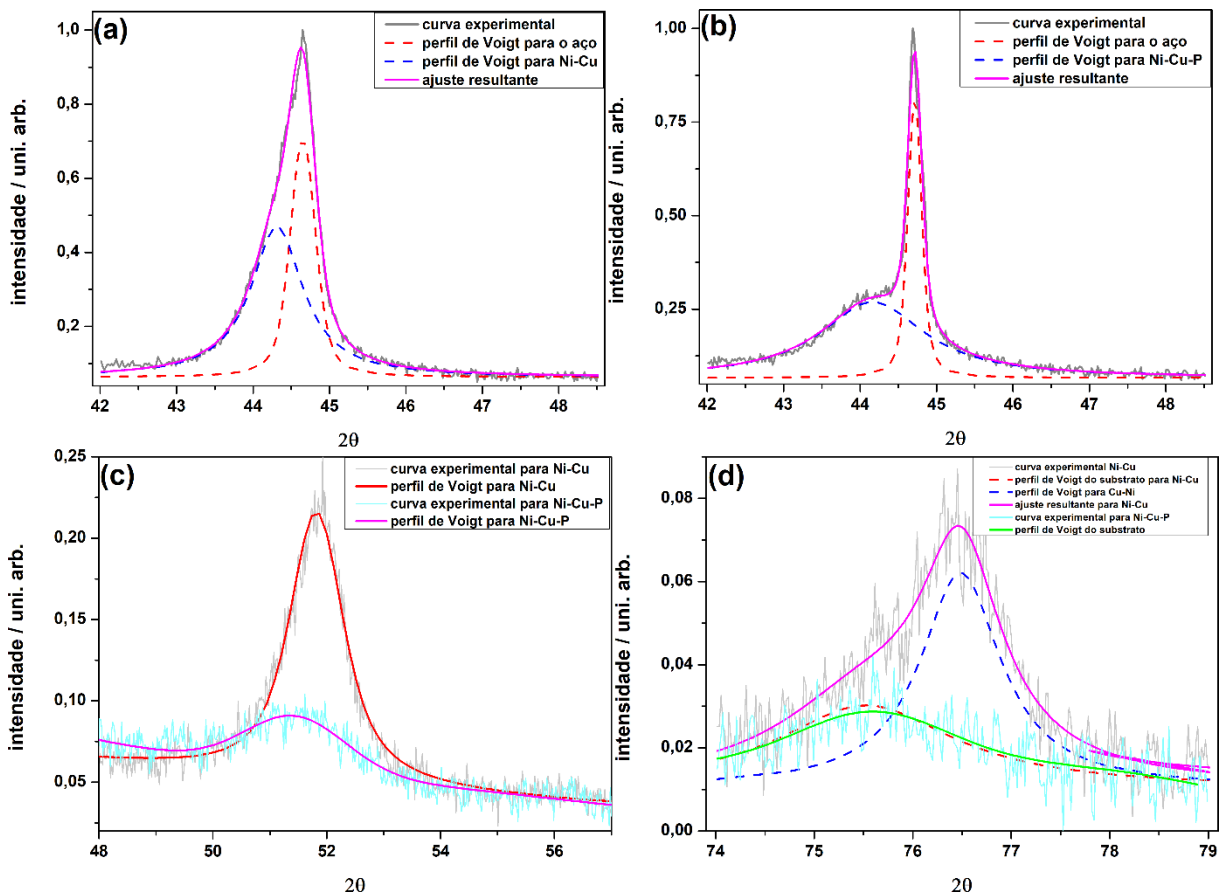 (a)
curva experimental
perfil de Voigt para o aço
perfil de Voigt para Ni-Cu
ajuste resultante
intensidade / uni. arb.
1,0
0,8
0,6
0,4
0,2
42 43 44 45 46 47 48
2θ
(b)
curva experimental
perfil de Voigt para o aço
perfil de Voigt para Ni-Cu-P
ajuste resultante
intensidade / uni. arb.
1,00
0,75
0,50
0,25
42 43 44 45 46 47 48
2θ
(c)
curva experimental para Ni-Cu
perfil de Voigt para Ni-Cu
curva experimental para Ni-Cu-P
perfil de Voigt para Ni-Cu-P
intensidade / uni. arb.
0,25
0,20
0,15
0,10
0,05
48 50 52 54 56
2θ
(d)
curva experimental Ni-Cu
perfil de Voigt do substrato para Ni-Cu
perfil de Voigt para Cu-Ni
ajuste resultante para Ni-Cu
curva experimental para Ni-Cu-P
perfil de Voigt do substrato
intensidade / uni. arb.
0,08
0,06
0,04
0,02
0,00
74 75 76 77 78 79
2θ